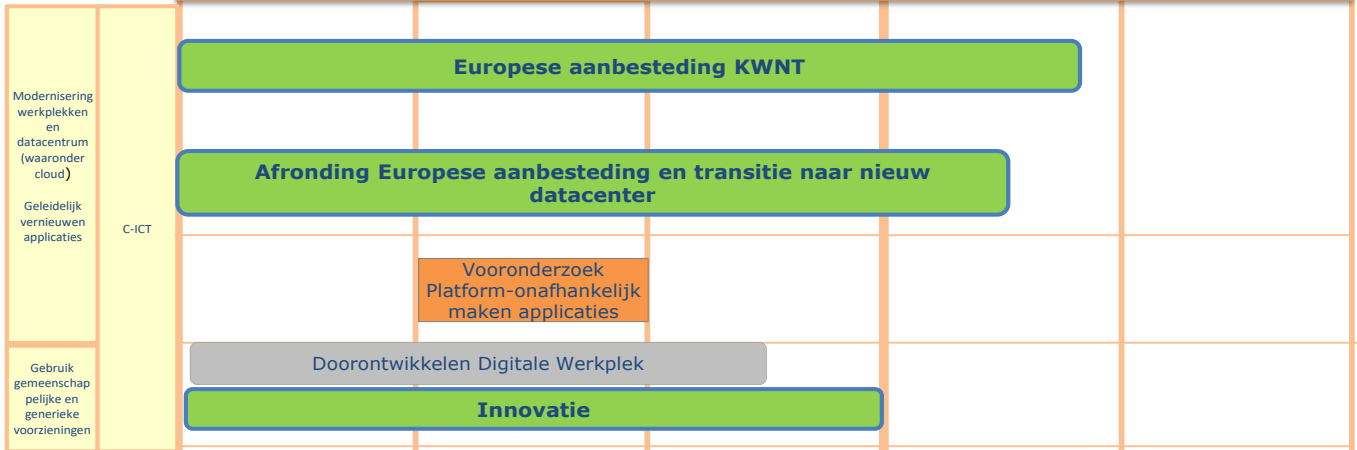 Modernisering
werkplekken
en
datacentrum
(waaronder
cloud)
Geleidelijk
vernieuwen
applicaties
C-ICT
Europese aanbesteding KWNT
Afronding Europese aanbesteding en transitie naar nieuw
datacenter
Vooronderzoek
Platform-onafhankelijk
maken applicaties
Gebruik
gemeenschap
pelijke en
generieke
voorzieningen
Doorontwikkelen Digitale Werkplek
Innovatie